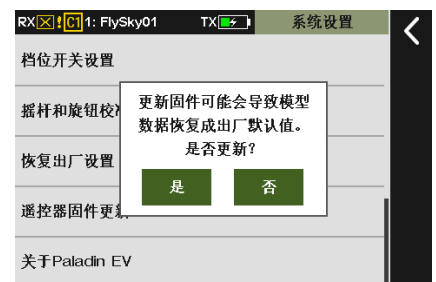 RX C1 1: FlySky01 TX 系统设置
档位开关设置
摇杆和旋钮校
恢复出厂设置
遥控器固件更
关于Paladin EV
更新固件可能会导致模型
数据恢复成出厂默认值。
是否更新?
是 否